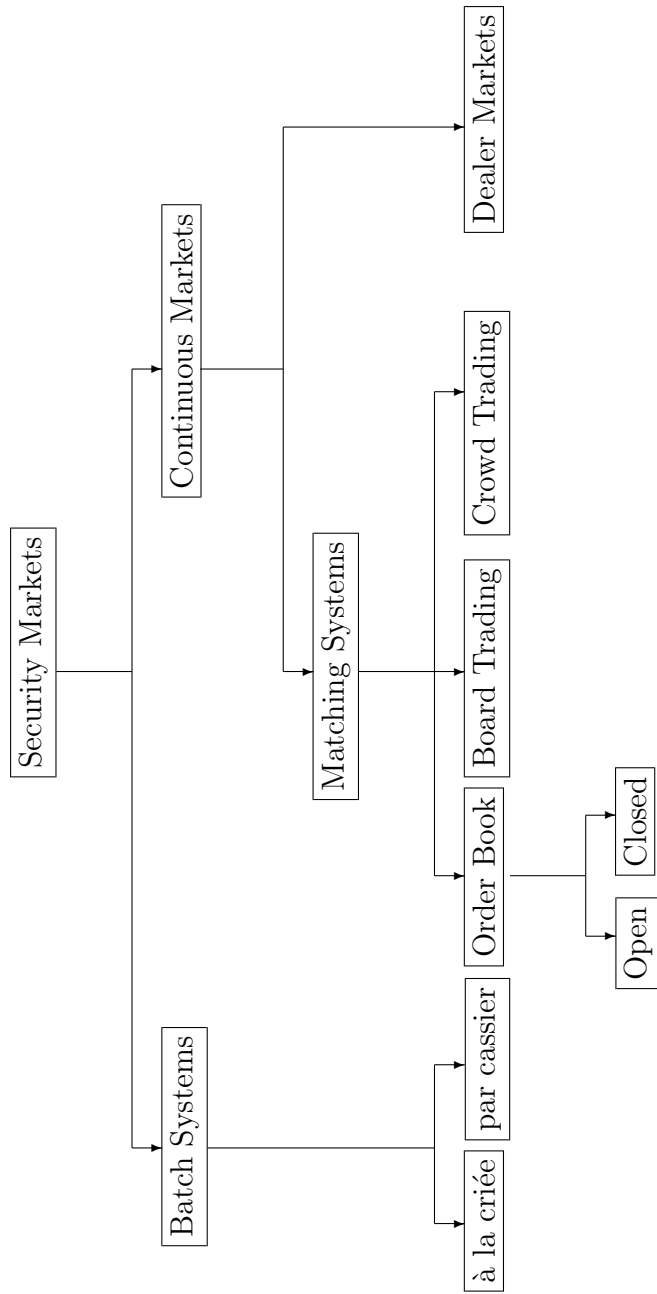 Security Markets
Batch Systems
Continuous Markets
Matching Systems
à la criée
par cassier
Order Book
Board Trading
Crowd Trading
Dealer Markets
Open
Closed